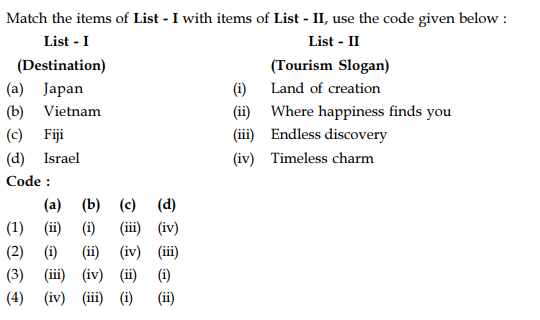 Match the items of List - I with items of List - II, use the code given below :
List - I List - II
(Destination) (Tourism Slogan)
(a) Japan (i) Land of creation
(b) Vietnam (ii) Where happiness finds you
(c) Fiji (iii) Endless discovery
(d) Israel (iv) Timeless charm
Code :
(a) (b) (c) (d)
(1) (ii) (i) (iii) (iv)
(2) (i) (ii) (iv) (iii)
(3) (iii) (iv) (ii) (i)
(4) (iv) (iii) (i) (ii)